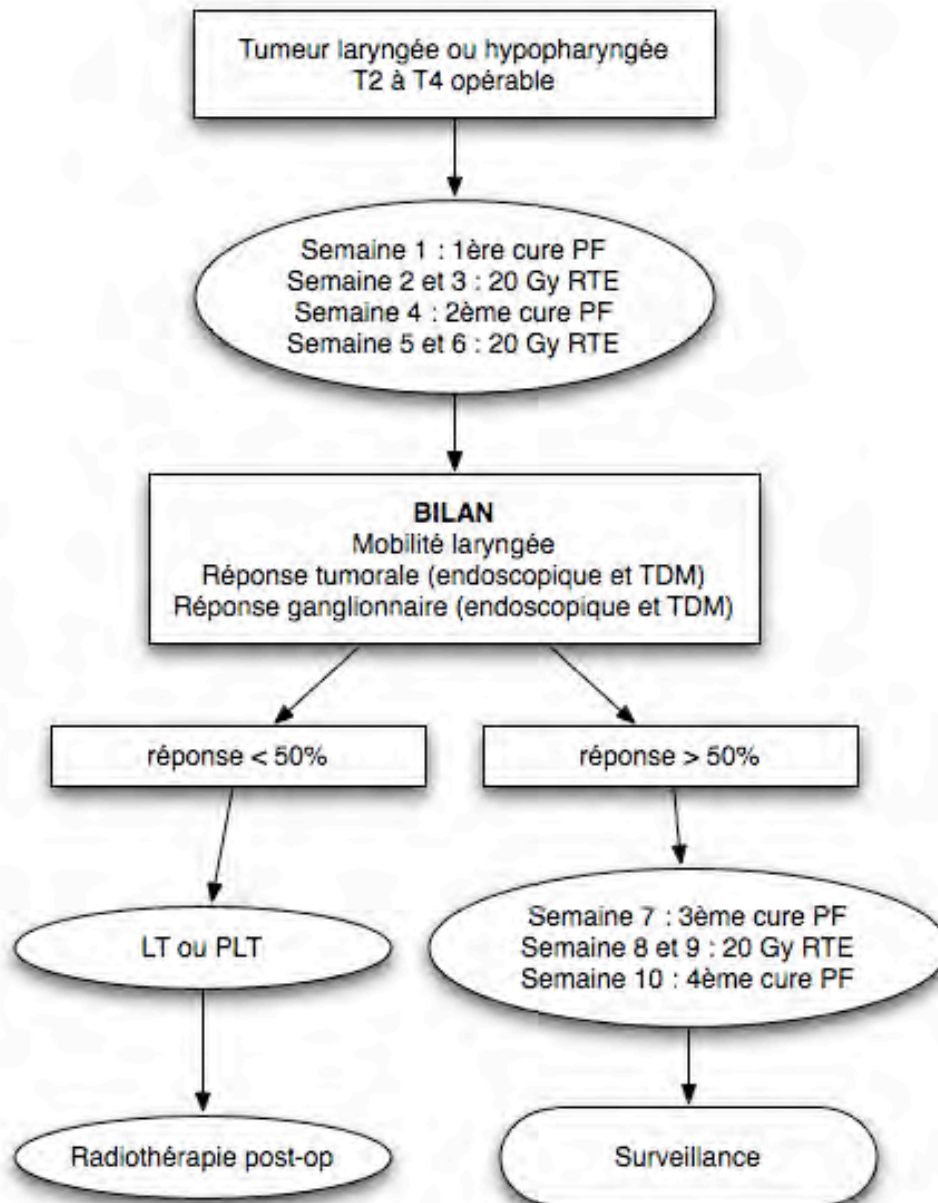 Tumeur laryngée ou hypopharyngée
T2 à T4 opérable
Semaine 1 : 1ère cure PF
Semaine 2 et 3 : 20 Gy RTE
Semaine 4 : 2ème cure PF
Semaine 5 et 6 : 20 Gy RTE
BILAN
Mobilité laryngée
Réponse tumorale (endoscopique et TDM)
Réponse ganglionnaire (endoscopique et TDM)
réponse < 50%
réponse > 50%
LT ou PLT
Semaine 7 : 3ème cure PF
Semaine 8 et 9 : 20 Gy RTE
Semaine 10 : 4ème cure PF
Radiothérapie post-op
Surveillance